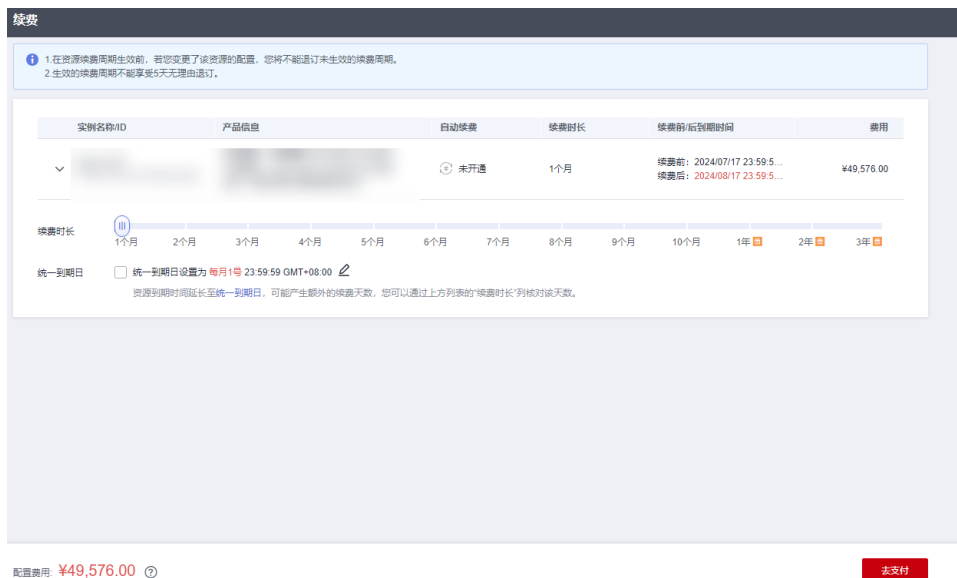 续费
1.在资源续费周期生效前，若您变更了该资源的配置，您将不能退订未生效的续费周期。
2.生效的续费周期不能享受5天无理由退订。
实例名称/ID 产品信息 自动续费 续费时长 续费前/后到期时间 费用
未开通 1个月 续费前：2024/07/17 23:59:5... ¥49,576.00
续费后：2024/08/17 23:59:5...
续费时长
1个月 2个月 3个月 4个月 5个月 6个月 7个月 8个月 9个月 10个月 1年 2年 3年
统一到期日 统一到期日设置为 每月1号 23:59:59 GMT+08:00
资源到期时间延长至统一到期日，可能产生额外的续费天数，您可以通过上方列表的“续费时长”列核对该天数。
配置费用: ¥49,576.00 去支付